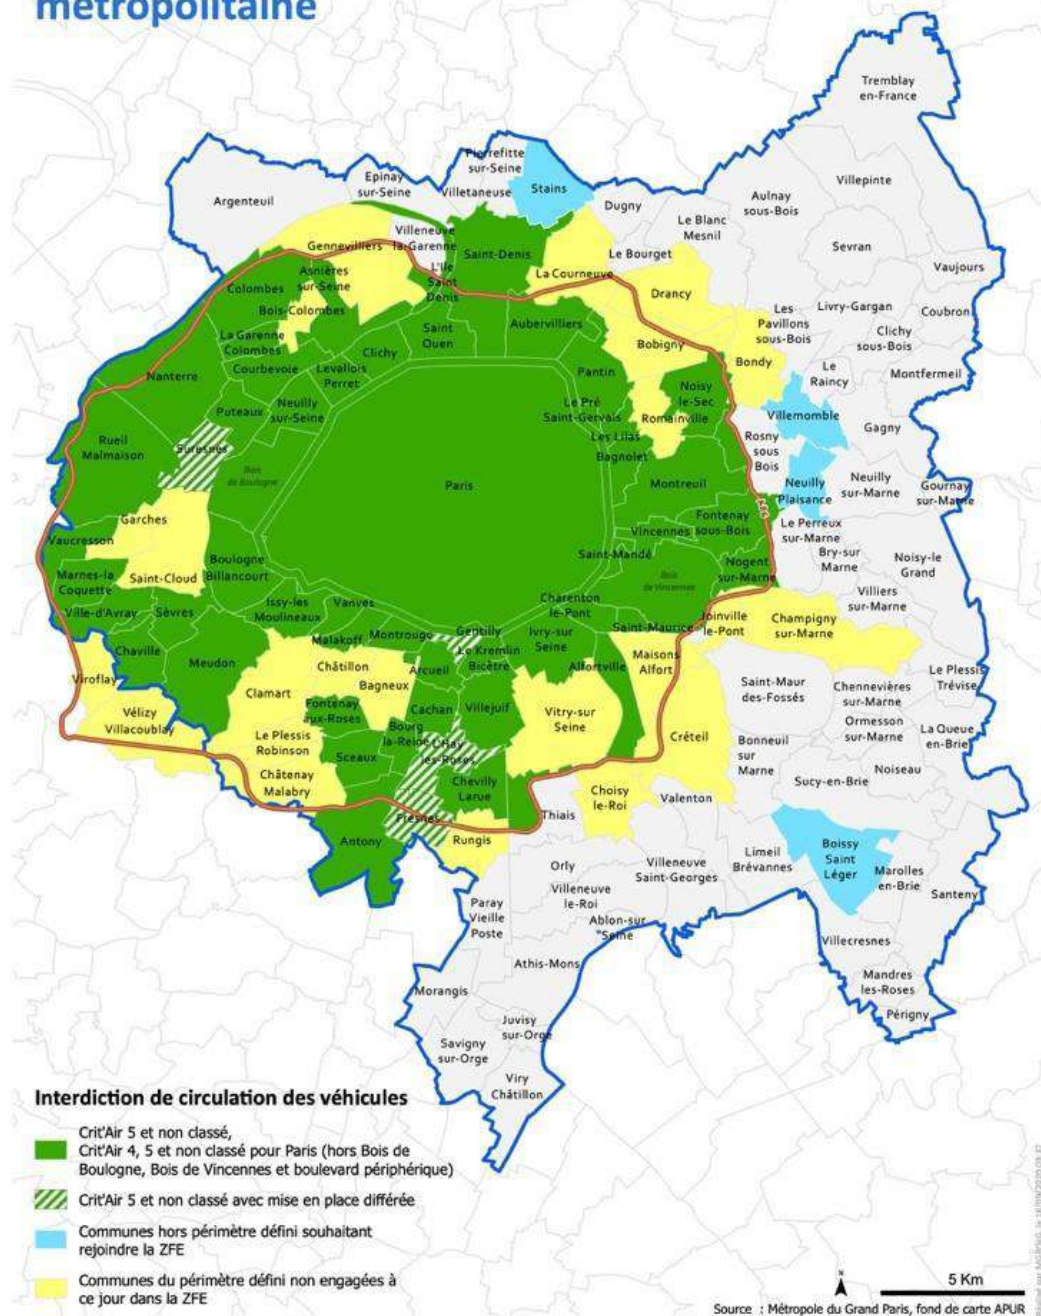 métropolitaine
Tremblay
en-France
Pierrefitte
sur-Seine
Epinay
sur-Seine
Villetaneuse
Stains
Argenteuil
Dugny
Villepinte
Aulnay
sous-Bois
Le Blanc
Mesnil
Villeneuve
la-Garenne
Gennevilliers
Saint-Denis
Le Bourget
Sevran
La Courneuve
Vaujours
Asnières
sur-Seine
L'Ile
Saint
Denis
Colombes
Drancy
Bois-Colombes
Livry-Gargan
Coubron
Les
Pavillons
sous-Bois
Aubervilliers
Saint
Ouen
Clichy
sous-Bois
La Garenne
Colombes
Bobigny
Clichy
Bondy
Courbevoie
Levallois
Perret
Pantin
Le
Raincy
Montfermeil
Nanterre
Noisy
le-Sec
Neuilly
sur-Seine
Puteaux
Le Pré
Saint-Gervais
Romainville
Villemomble
Gagny
Rueil
Malmaison
Suresnes
Les Lilas
Bagnolet
Rosny
sous
Bois
Bois
de Boulogne
Paris
Montreuil
Neuilly
Plaisance
Neuilly
sur-Marne
Gournay
sur-Marne
A86
Garches
Fontenay
sous-Bois
Vincennes
Le Perreux
sur-Marne
Vaucresson
Saint-Mandé
Bry-sur
Marne
Noisy-le
Grand
Boulogne
Billancourt
Marnes-la
Coquette
Saint-Cloud
Bois
de Vincennes
Nogent
sur-Marne
Villiers
sur-Marne
Charenton
le-Pont
Issy-les
Moulineaux
Vanves
Ville-d'Avray
Sèvres
Saint-Maurice
Joinville
le-Pont
Champigny
sur-Marne
Malakoff
Montrouge
Gentilly
Ivry-sur
Seine
Le Kremlin
Bicêtre
Chaville
Meudon
Châtillon
Arcueil
Alfortville
Maisons
Alfort
Viroflay
Clamart
Bagneux
Saint-Maur
des-Fossés
Chennevières
sur-Marne
Le Plessis
Trévise
Fontenay
aux-Roses
Cachan
Villejuif
Vitry-sur
Seine
Vélizy
Villacoublay
Bourg
la-Reine
Ormesson
sur-Marne
La Queue
en-Brie
Le Plessis
Robinson
L'Haÿ
les-Roses
Créteil
Bonneuil
sur
Marne
Sceaux
Noiseau
Châtenay
Malabry
Chevilly
Larue
Sucy-en-Brie
Choisy
le-Roi
Valenton
Fresnes
Thiais
Antony
Rungis
Boissy
Saint
Léger
Limeil
Brévannes
Orly
Villeneuve
Saint-Georges
Marolles
en-Brie
Santeny
Villeneuve
le-Roi
Paray
Vieille
Poste
Ablon-sur
Seine
Villecresnes
Athis-Mons
Mandres
les-Roses
Morangis
Périgny
Juvisy
sur-Orge
Savigny
sur-Orge
Viry
Châtillon
Interdiction de circulation des véhicules
Crit'Air 5 et non classé,
Crit'Air 4, 5 et non classé pour Paris (hors Bois de
Boulogne, Bois de Vincennes et boulevard périphérique)
Crit'Air 5 et non classé avec mise en place différée
Communes hors périmètre défini souhaitant
rejoindre la ZFE
Communes du périmètre défini non engagées à
ce jour dans la ZFE
N
5 Km
Source : Métropole du Grand Paris, fond de carte APUR